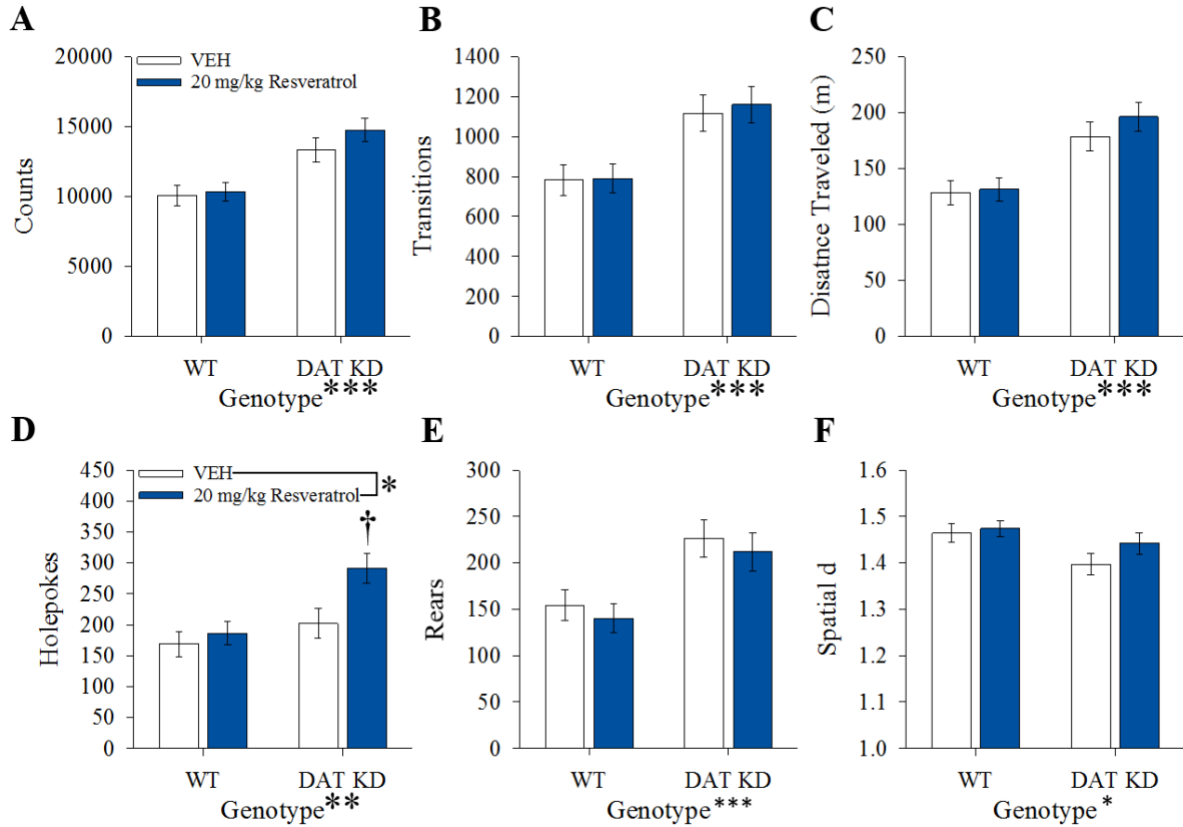 A
20000
15000
10000
5000
0
Counts
VEH
20 mg/kg Resveratrol
WT
DAT KD
Genotype***
B
1400
1200
1000
800
600
400
200
0
Transitions
WT
DAT KD
Genotype***
C
250
200
150
100
50
0
Disatnce Traveled (m)
WT
DAT KD
Genotype***
D
450
400
350
300
250
200
150
100
50
0
Holepokes
VEH
20 mg/kg Resveratrol
*
†
WT
DAT KD
Genotype**
E
300
250
200
150
100
50
0
Rears
WT
DAT KD
Genotype***
F
1.6
1.5
1.4
1.3
1.2
1.1
1.0
Spatial d
WT
DAT KD
Genotype*